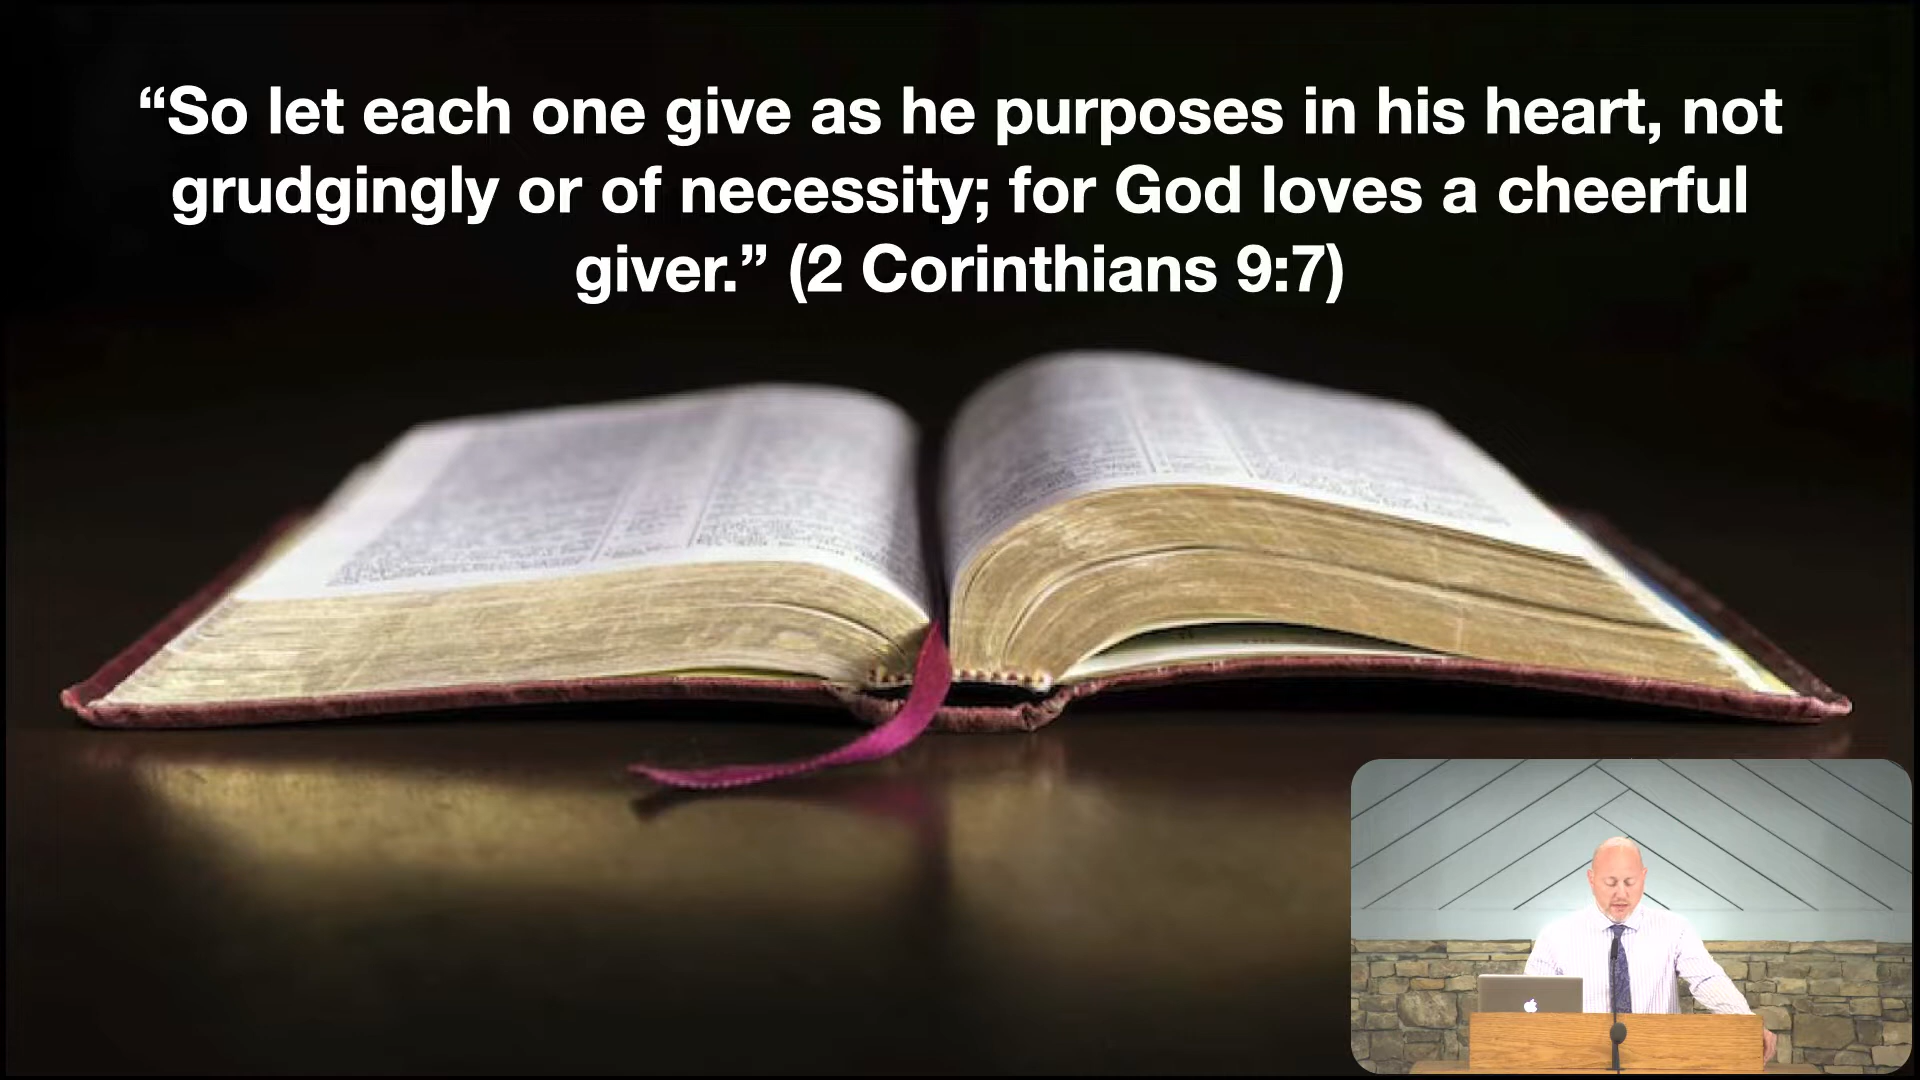 “So let each one give as he purposes in his heart, not
grudgingly or of necessity; for God loves a cheerful
giver.” (2 Corinthians 9:7)